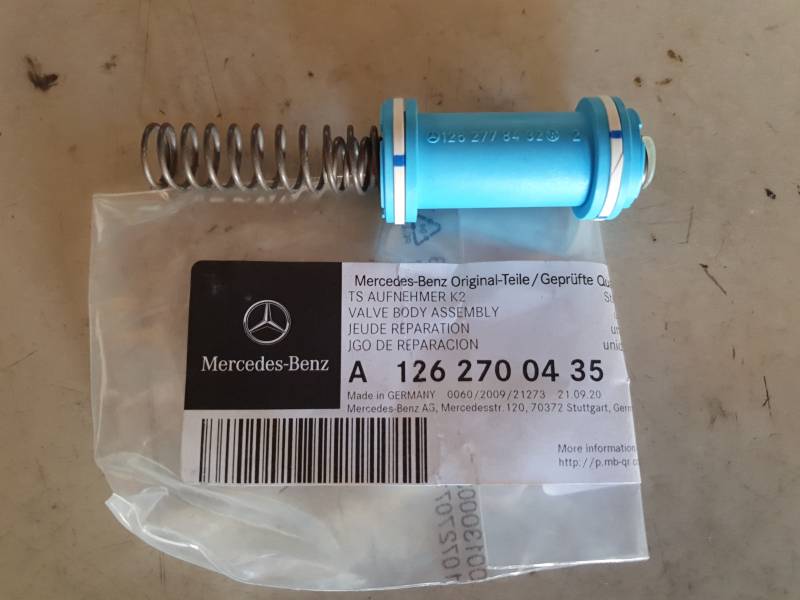 126 277 84 32 2
Mercedes-Benz Original-Teile/Geprüfte
TS AUFNEHMER K2
VALVE BODY ASSEMBLY
JEUDE REPARATION
JGO DE REPARACION
Mercedes-Benz
A 126 270 04 35
Made in GERMANY 0060/2009/21273 21.09.20
Mercedes-Benz AG, Mercedesstr.120, 70372 Stuttgart,
More information
http://p.mb-qr.c